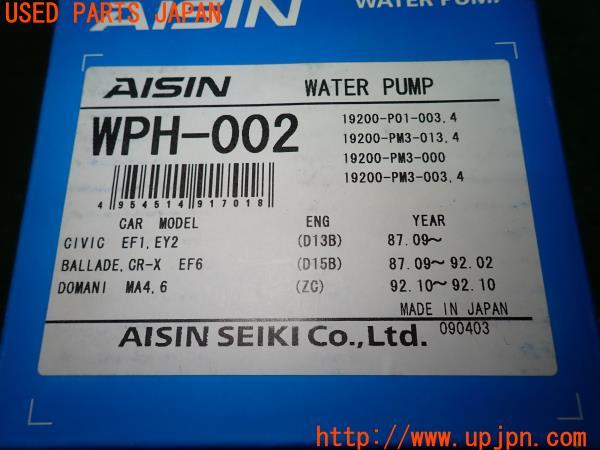 USED PARTS JAPAN
AISIN
WATER PUMP
AISIN WATER PUMP
WPH-002
19200-P01-003,4
19200-PM3-013,4
19200-PM3-000
19200-PM3-003,4
4 954514 917018
CAR MODEL ENG YEAR
CIVIC EF1,EY2 (D13B) 87.09~
BALLADE,CR-X EF6 (D15B) 87.09~92.02
DOMANI MA4,6 (ZC) 92.10~92.10
MADE IN JAPAN
AISIN SEIKI Co.,Ltd. 090403
UPJ
www.upjpn.com